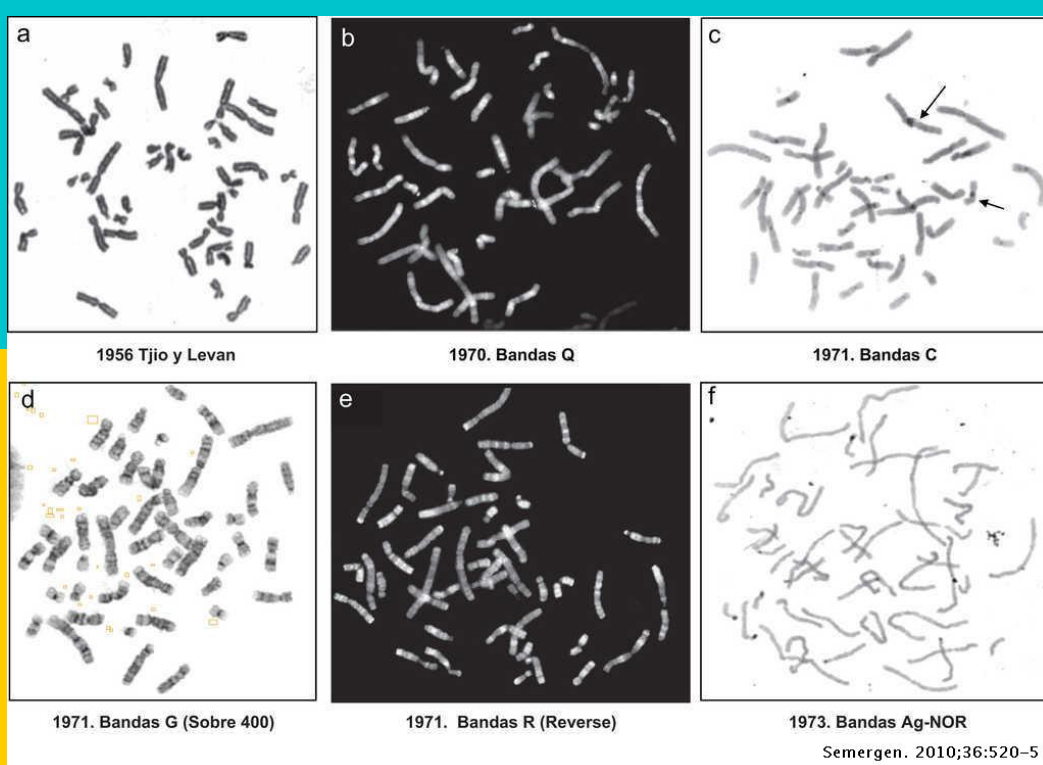 a
b
c
1956 Tjio y Levan
1970. Bandas Q
1971. Bandas C
d
e
f
1971. Bandas G (Sobre 400)
1971. Bandas R (Reverse)
1973. Bandas Ag-NOR
Semergen. 2010;36:520–5